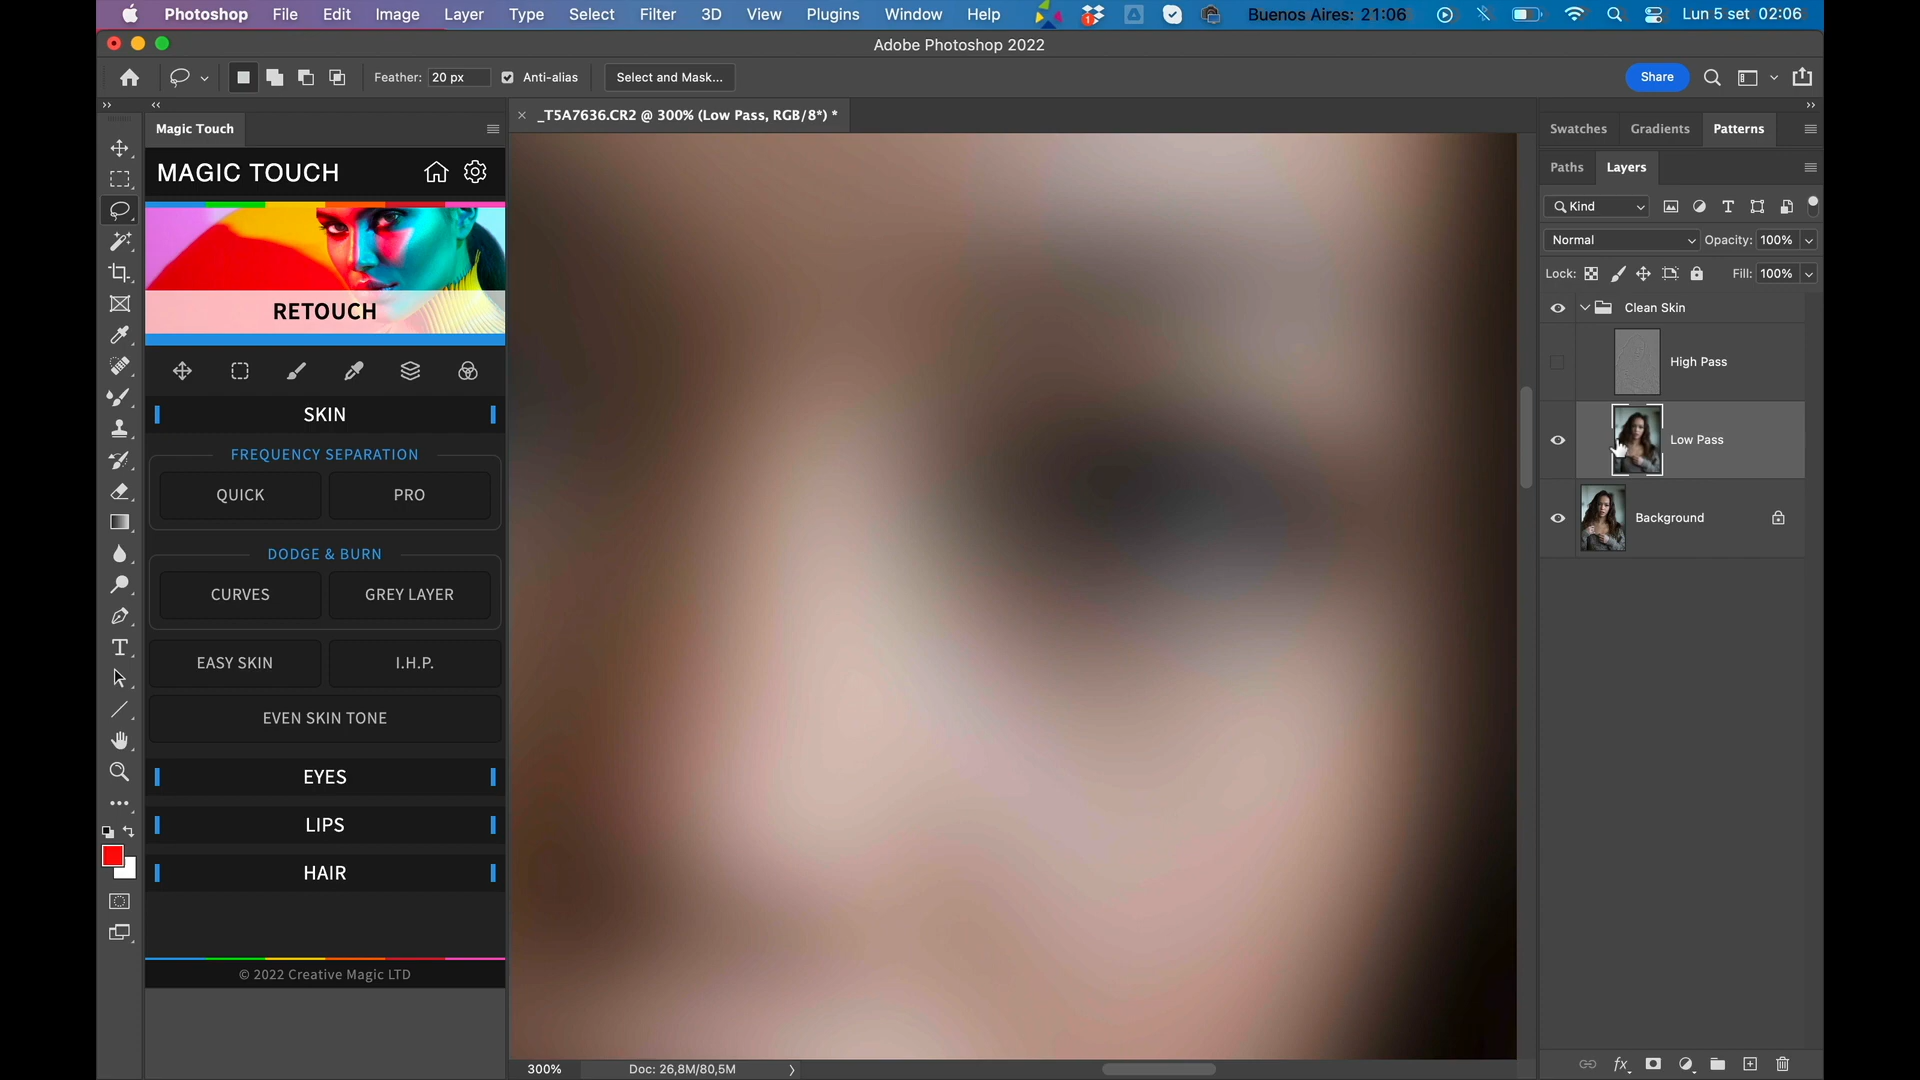 Photoshop File Edit Image Layer Type Select Filter 3D View Plugins Window Help
1
Buenos Aires: 21:06
Lun 5 set 02:06
Adobe Photoshop 2022
Feather: 20 px
Anti-alias
Select and Mask...
Share
Magic Touch
_T5A7636.CR2 @ 300% (Low Pass, RGB/8*) *
Swatches Gradients Patterns
MAGIC TOUCH
Paths Layers
Kind
Normal
Opacity: 100%
Lock:
Fill: 100%
RETOUCH
Clean Skin
High Pass
Low Pass
Background
SKIN
FREQUENCY SEPARATION
QUICK PRO
DODGE & BURN
CURVES GREY LAYER
EASY SKIN I.H.P.
EVEN SKIN TONE
EYES
LIPS
HAIR
© 2022 Creative Magic LTD
300%
Doc: 26,8M/80,5M
fx